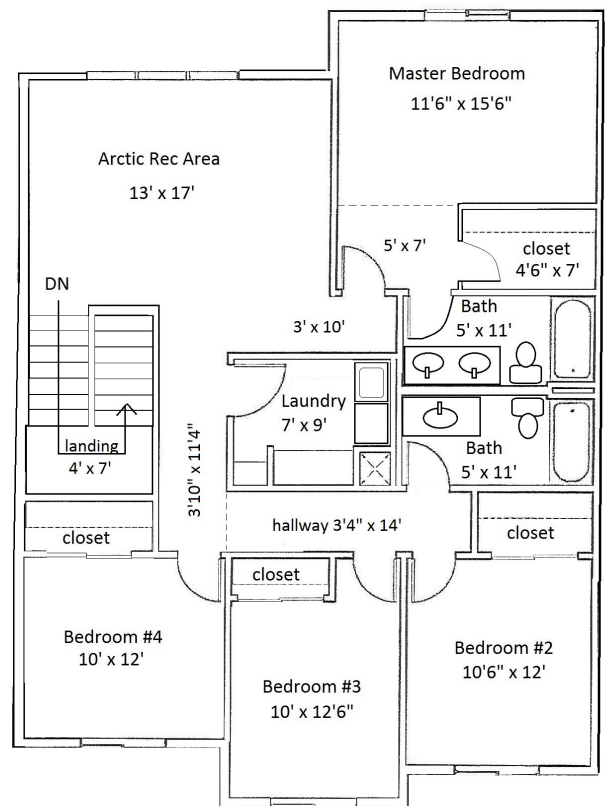 Master Bedroom
11'6" x 15'6"
Arctic Rec Area
13' x 17'
5' x 7'
closet
4'6" x 7'
DN
3' x 10'
Bath
5' x 11'
Laundry
7' x 9'
landing
4' x 7'
3'10" x 11'4"
Bath
5' x 11'
hallway 3'4" x 14'
closet
closet
closet
Bedroom #4
10' x 12'
Bedroom #3
10' x 12'6"
Bedroom #2
10'6" x 12'